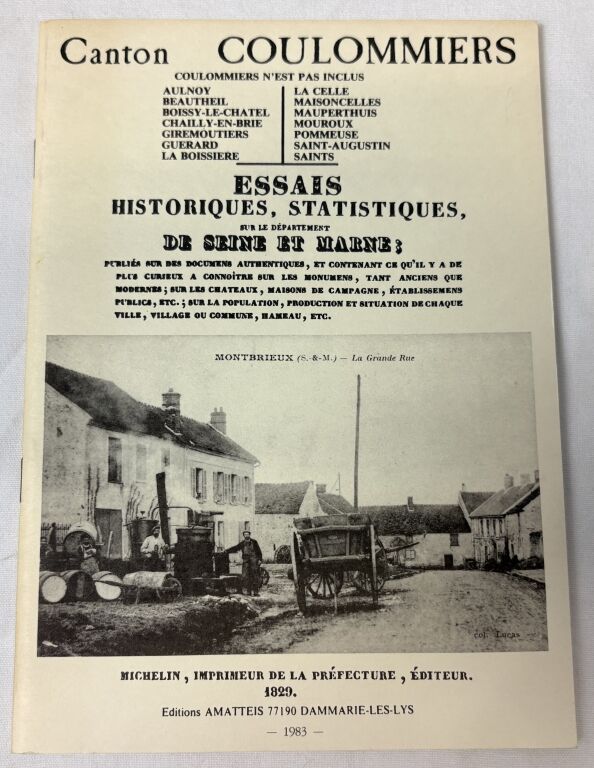 Canton COULOMMIERS
COULOMMIERS N'EST PAS INCLUS
AULNOY
BEAUTHEIL
BOISSY-LE-CHATEL
CHAILLY-EN-BRIE
GIREMOUTIERS
GUERARD
LA BOISSIERE
LA CELLE
MAISONCELLES
MAUPERTHUIS
MOUROUX
POMMEUSE
SAINT-AUGUSTIN
SAINTS
ESSAIS
HISTORIQUES, STATISTIQUES,
SUR LE DÉPARTEMENT
DE SEINE ET MARNE;
PUBLIÉS SUR DES DOCUMENS AUTHENTIQUES, ET CONTENANT CE QU'IL Y A DE
PLUS CURIEUX A CONNOÎTRE SUR LES MONUMENS, TANT ANCIENS QUE
MODERNES; SUR LES CHATEAUX, MAISONS DE CAMPAGNE, ÉTABLISSEMENS
PUBLICS, ETC.; SUR LA POPULATION, PRODUCTION ET SITUATION DE CHAQUE
VILLE, VILLAGE OU COMMUNE, HAMEAU, ETC.
MONTBRIEUX (S.-&-M.) — La Grande Rue
col. Lucas
MICHELIN, IMPRIMEUR DE LA PRÉFECTURE, ÉDITEUR.
1829.
Editions AMATTEIS 77190 DAMMARIE-LES-LYS
— 1983 —